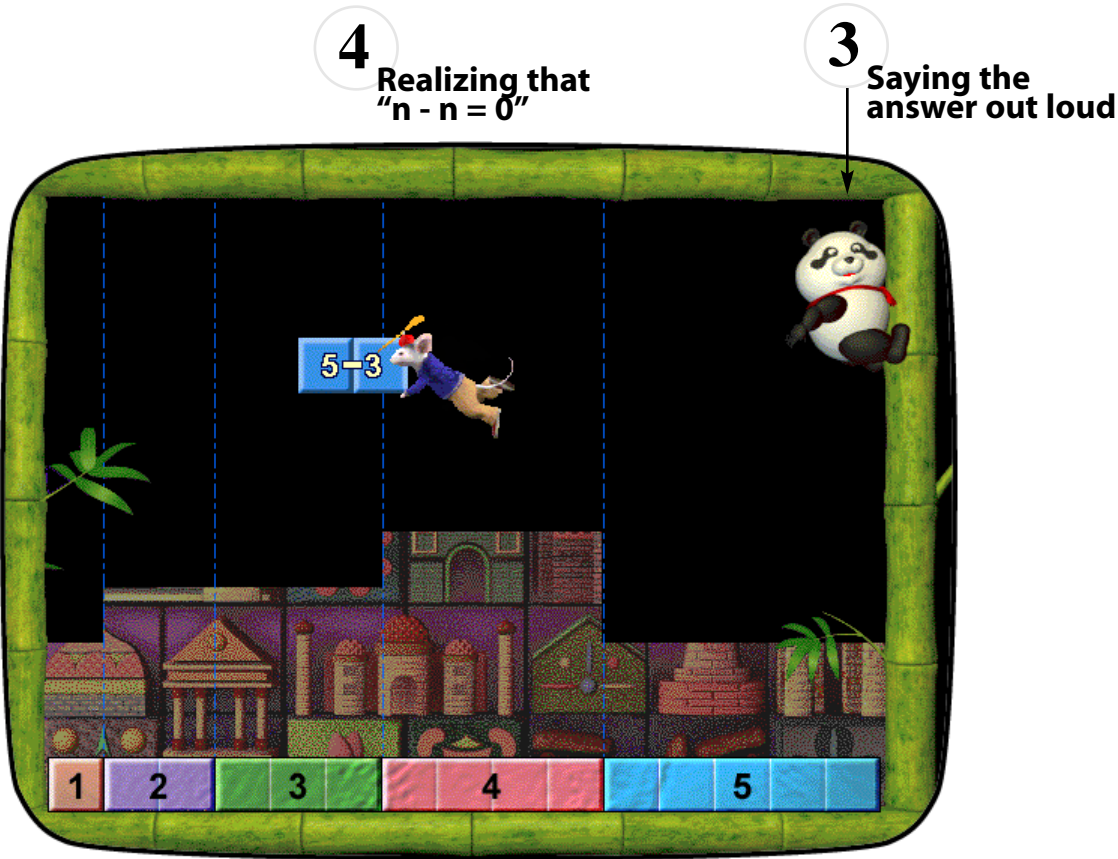 4
Realizing that
“n - n = 0”
3
Saying the
answer out loud
5-3
1 2 3 4 5